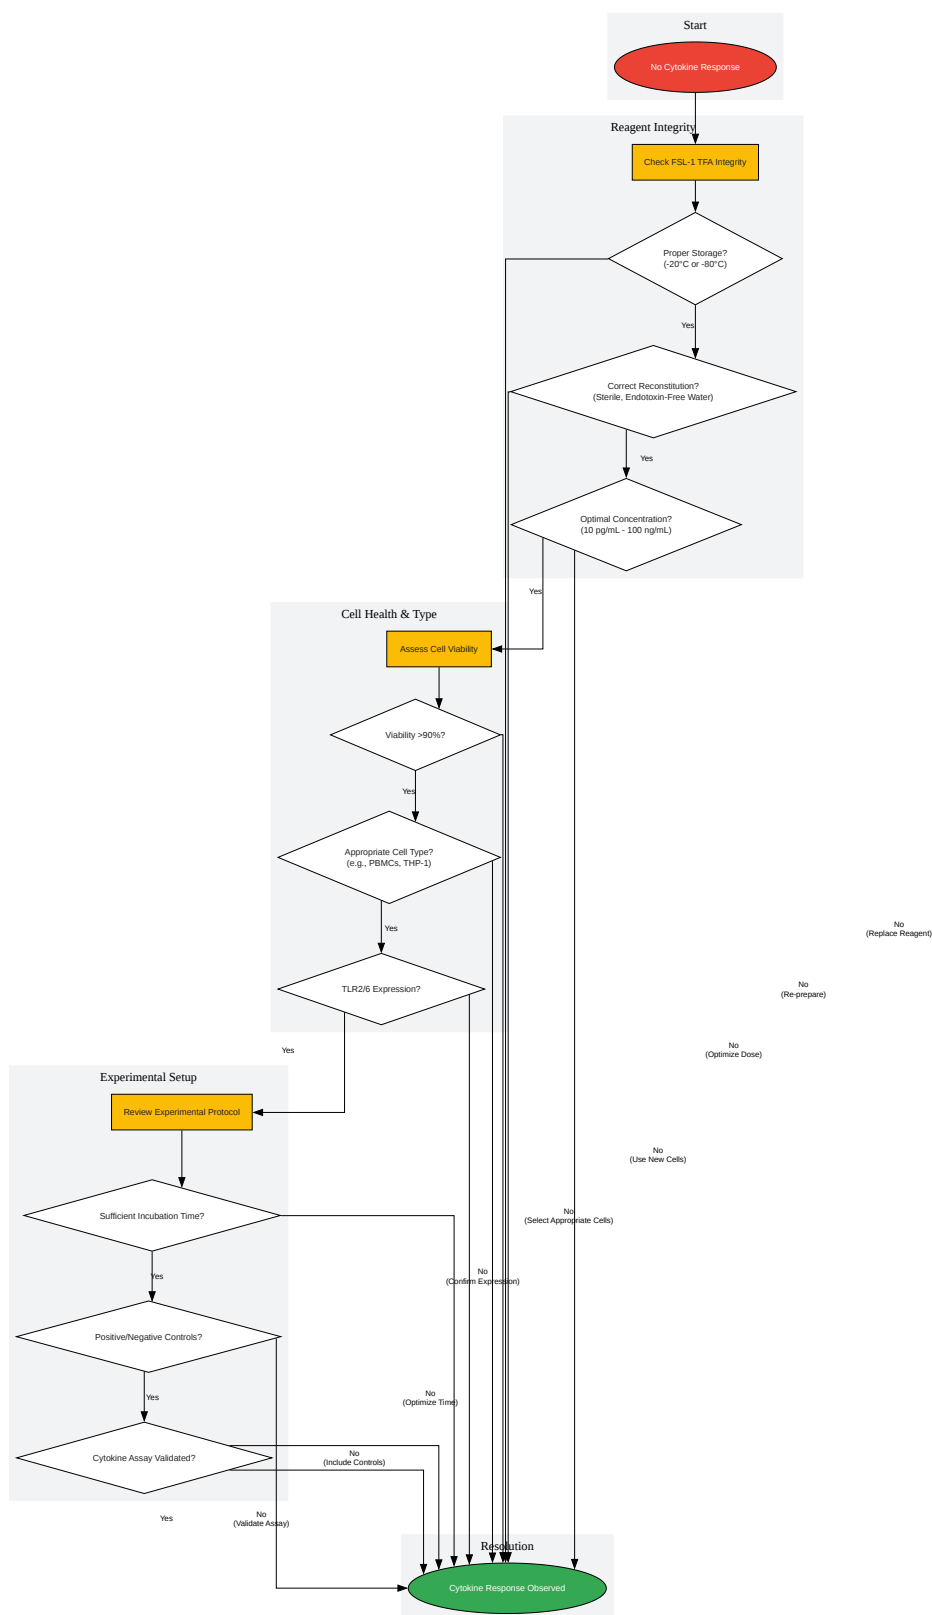 Start
No Cytokine Response
Reagent Integrity
Check FSL-1 TFA Integrity
Proper Storage?
(-20°C or -80°C)
Yes
Correct Reconstitution?
(Sterile, Endotoxin-Free Water)
Yes
Optimal Concentration?
(10 pg/mL - 100 ng/mL)
Yes
Cell Health & Type
Assess Cell Viability
Viability >90%?
Yes
Appropriate Cell Type?
(e.g., PBMCs, THP-1)
Yes
No
(Replace Reagent)
TLR2/6 Expression?
No
(Re-prepare)
Yes
No
(Optimize Dose)
Experimental Setup
Review Experimental Protocol
No
(Use New Cells)
Sufficient Incubation Time?
No
(Select Appropriate Cells)
Yes
No
(Confirm Expression)
Positive/Negative Controls?
Yes
No
(Optimize Time)
Cytokine Assay Validated?
No
(Include Controls)
Yes
No
(Validate Assay)
Resolution
Cytokine Response Observed